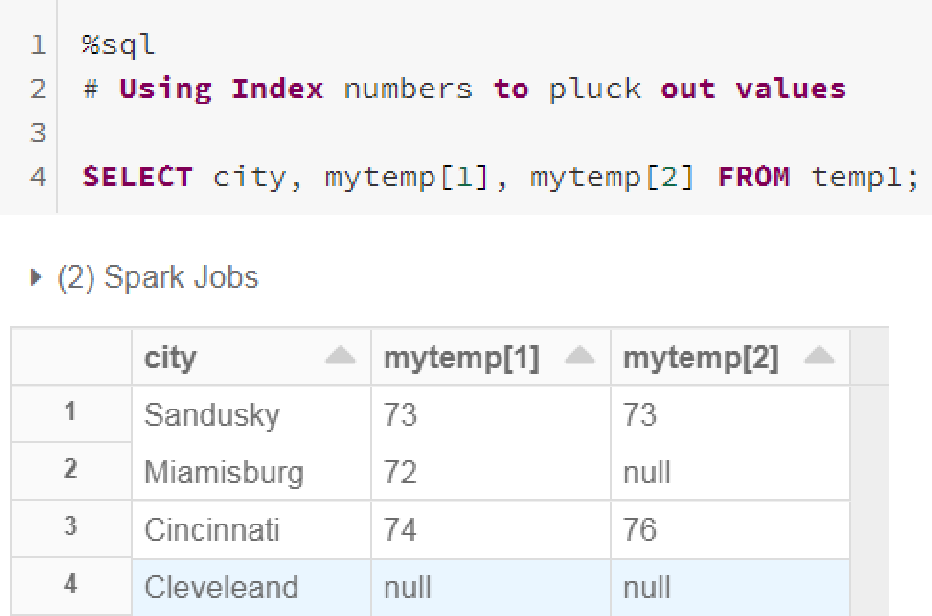 1 %sql
2 # Using Index numbers to pluck out values
3
4 SELECT city, mytemp[1], mytemp[2] FROM temp1;
(2) Spark Jobs
city mytemp[1] mytemp[2]
1 Sandusky 73 73
2 Miamisburg 72 null
3 Cincinnati 74 76
4 Cleveleand null null